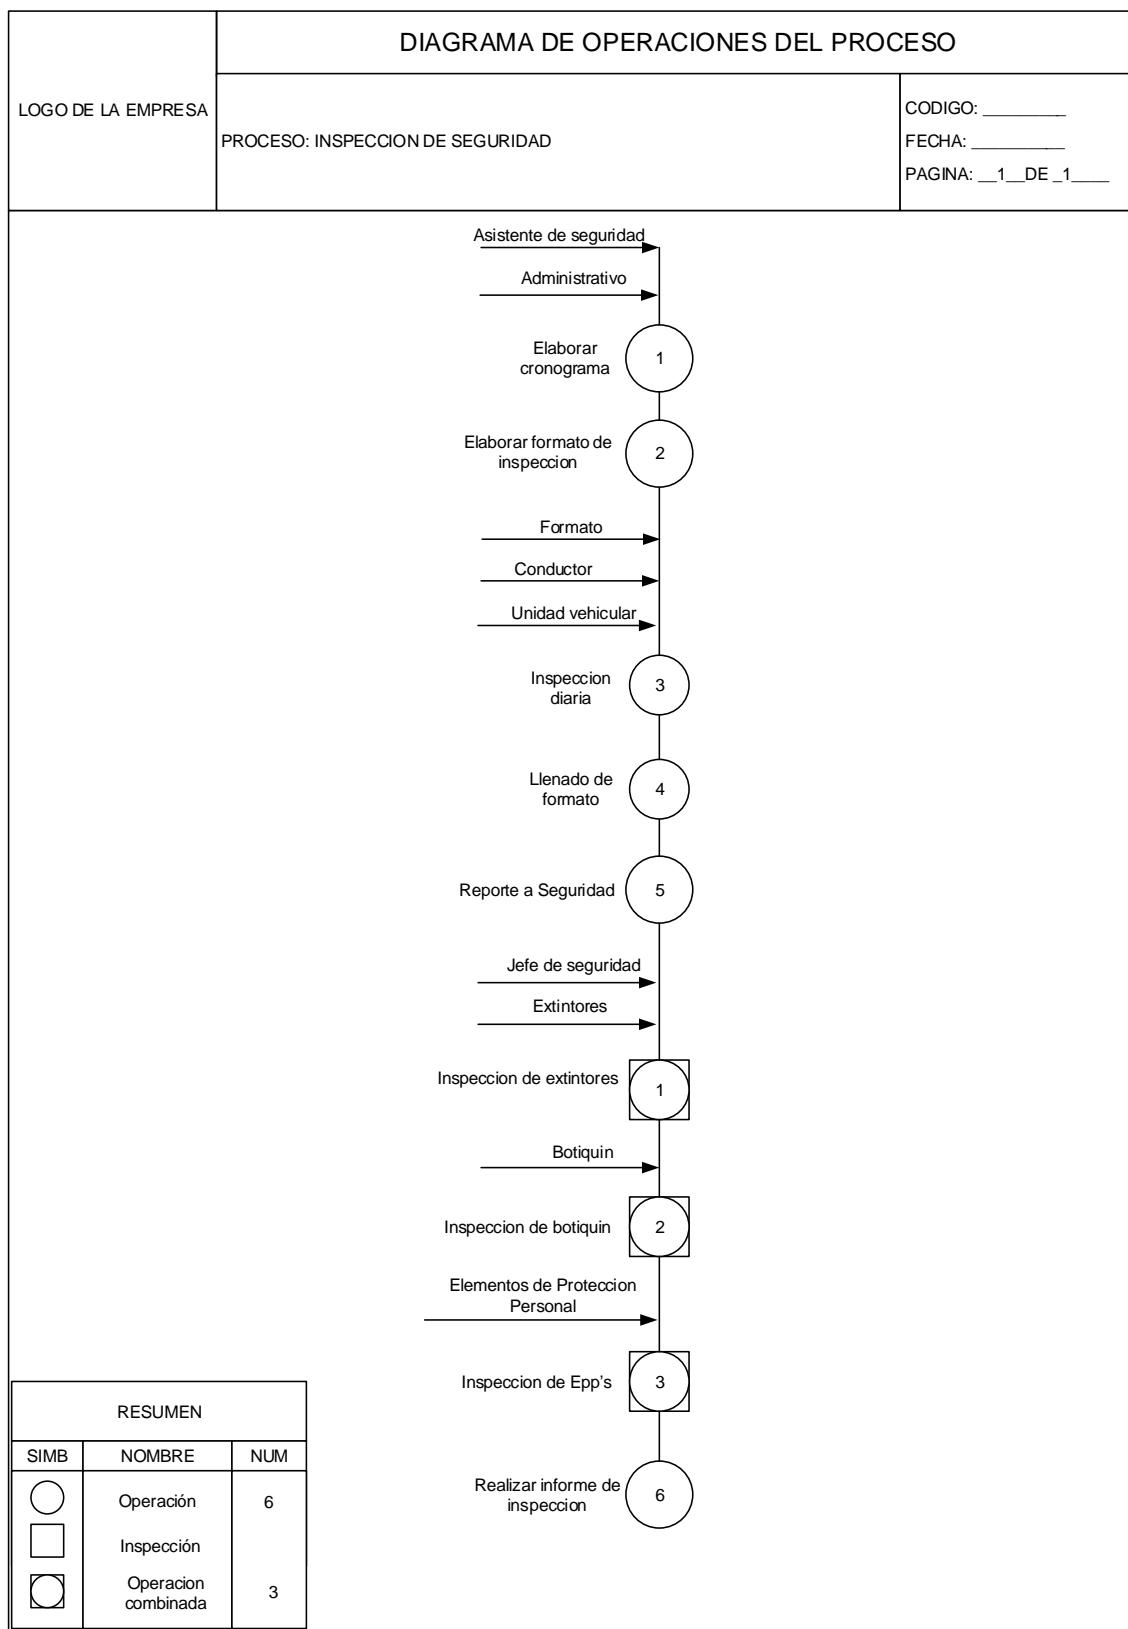 DIAGRAMA DE OPERACIONES DEL PROCESO
LOGO DE LA EMPRESA
PROCESO: INSPECCION DE SEGURIDAD
CODIGO: _________
FECHA: __________
PAGINA: __1__DE _1____
Asistente de seguridad
Administrativo
Elaborar
cronograma
1
Elaborar formato de
inspeccion
2
Formato
Conductor
Unidad vehicular
Inspeccion
diaria
3
Llenado de
formato
4
Reporte a Seguridad
5
Jefe de seguridad
Extintores
Inspeccion de extintores
1
Botiquin
Inspeccion de botiquin
2
Elementos de Proteccion
Personal
Inspeccion de Epp's
3
Realizar informe de
inspeccion
6
RESUMEN
SIMB NOMBRE NUM
Operación 6
Inspección
Operacion
combinada
3